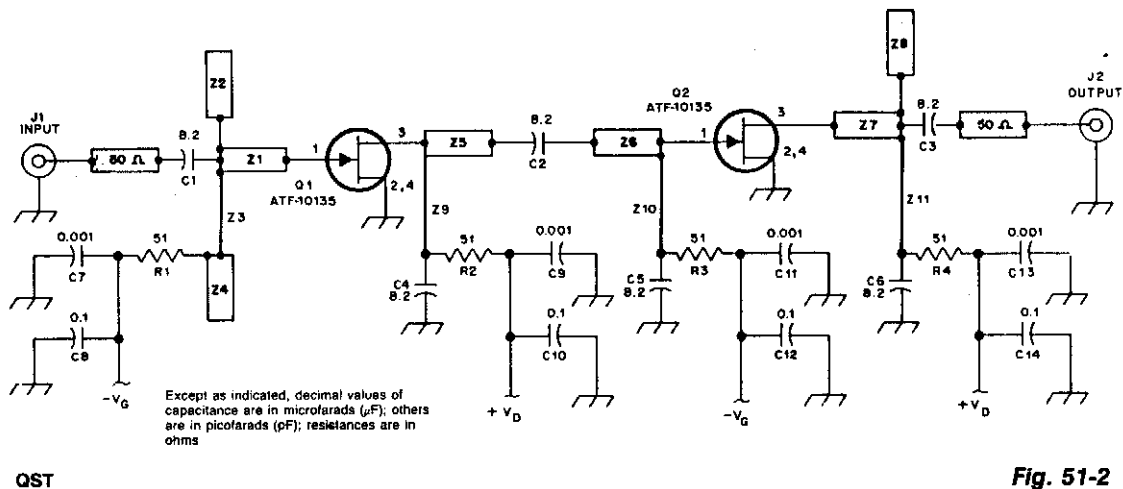 Z8
Z2
J1
INPUT
8.2
C1
. 50 Ω
Z1
1
3
2,4
Q1
ATF-10135
Z3
Z5
8.2
C2
Z6
Q2
ATF-10135
1
3
2,4
Z7
8.2
C3
50 Ω
J2
OUTPUT
0.001
C7
51
R1
Z4
0.1
C8
-VG
Z9
51
R2
C4
8.2
0.001
C9
0.1
C10
+VD
Z10
51
R3
C5
8.2
0.001
C11
0.1
C12
-VG
Z11
51
R4
C6
8.2
0.001
C13
0.1
C14
+VD
Except as indicated, decimal values of
capacitance are in microfarads (μF); others
are in picofarads (pF); resistances are in
ohms
QST
Fig. 51-2